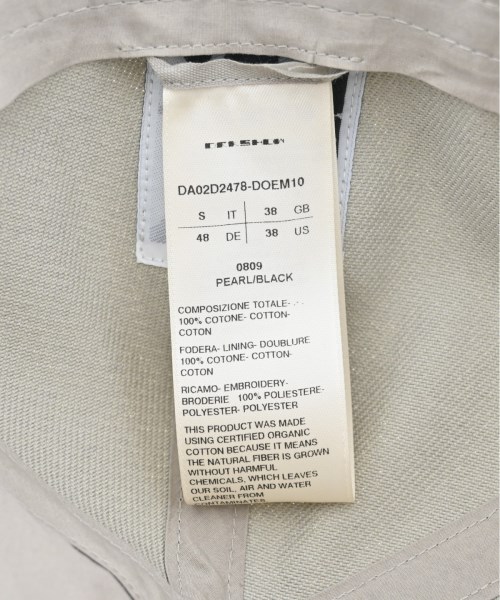 DRKSHDW
DA02D2478-DOEM10
S IT 38 GB
48 DE 38 US
0809
PEARL/BLACK
COMPOSIZIONE TOTALE-
100% COTONE- COTTON-
COTON
FODERA- LINING- DOUBLURE
100% COTONE- COTTON-
COTON
RICAMO- EMBROIDERY-
BRODERIE 100% POLIESTERE-
POLYESTER- POLYESTER
THIS PRODUCT WAS MADE
USING CERTIFIED ORGANIC
COTTON BECAUSE IT MEANS
THE NATURAL FIBER IS GROWN
WITHOUT HARMFUL
CHEMICALS, WHICH LEAVES
OUR SOIL, AIR AND WATER
CLEANER FROM
CONTAMINATES